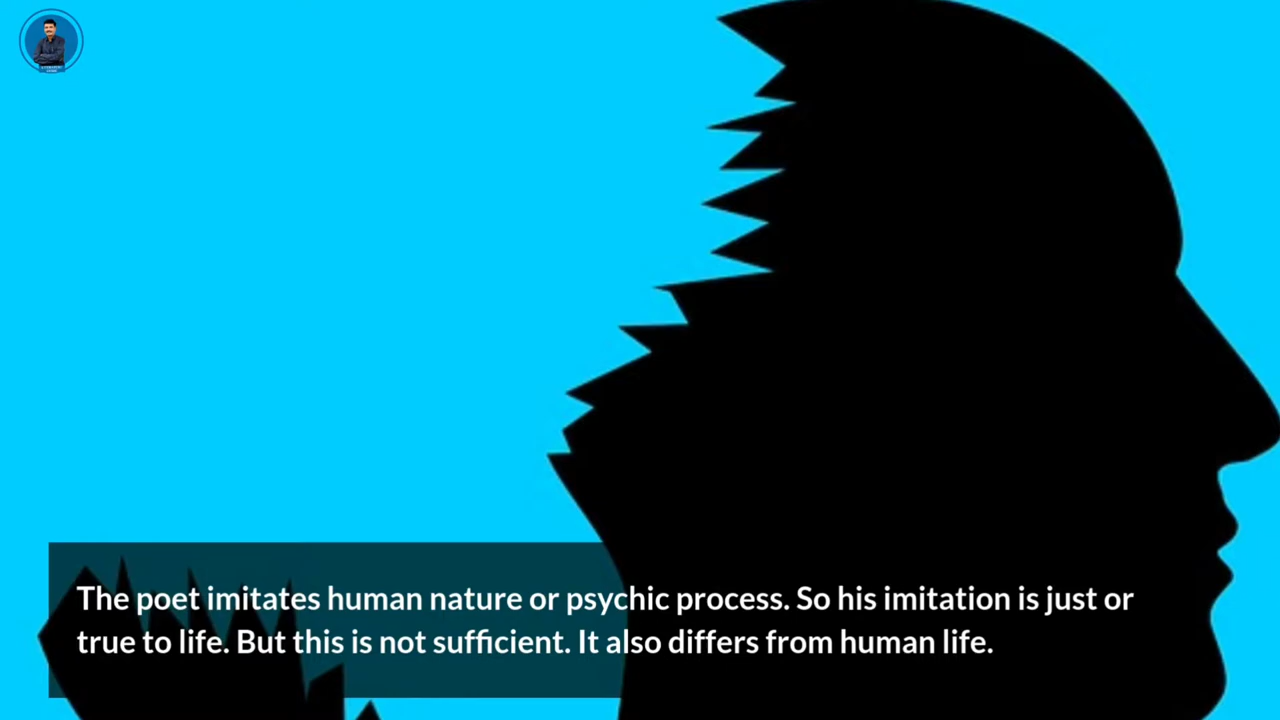 The poet imitates human nature or psychic process. So his imitation is just or
true to life. But this is not sufficient. It also differs from human life.